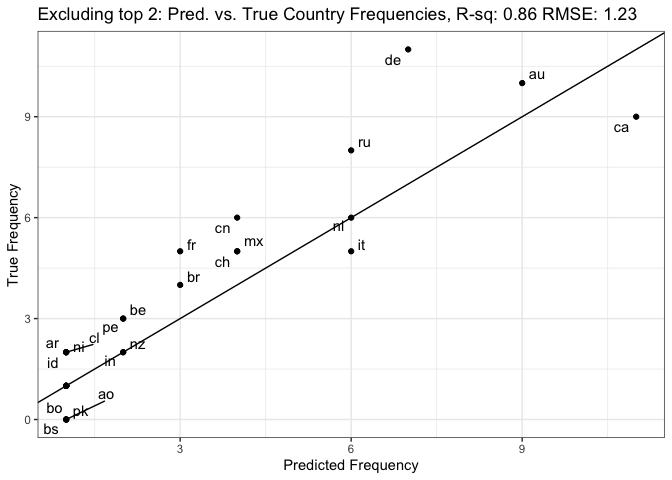 Excluding top 2: Pred. vs. True Country Frequencies, R-sq: 0.86 RMSE: 1.23
de
au
ca
ru
9
nl
it
cn
mx
fr
ch
6
br
be
pe
3
ar
ni
cl
nz
id
in
ao
bo
pk
bs
0
3
6
9
True Frequency
Predicted Frequency